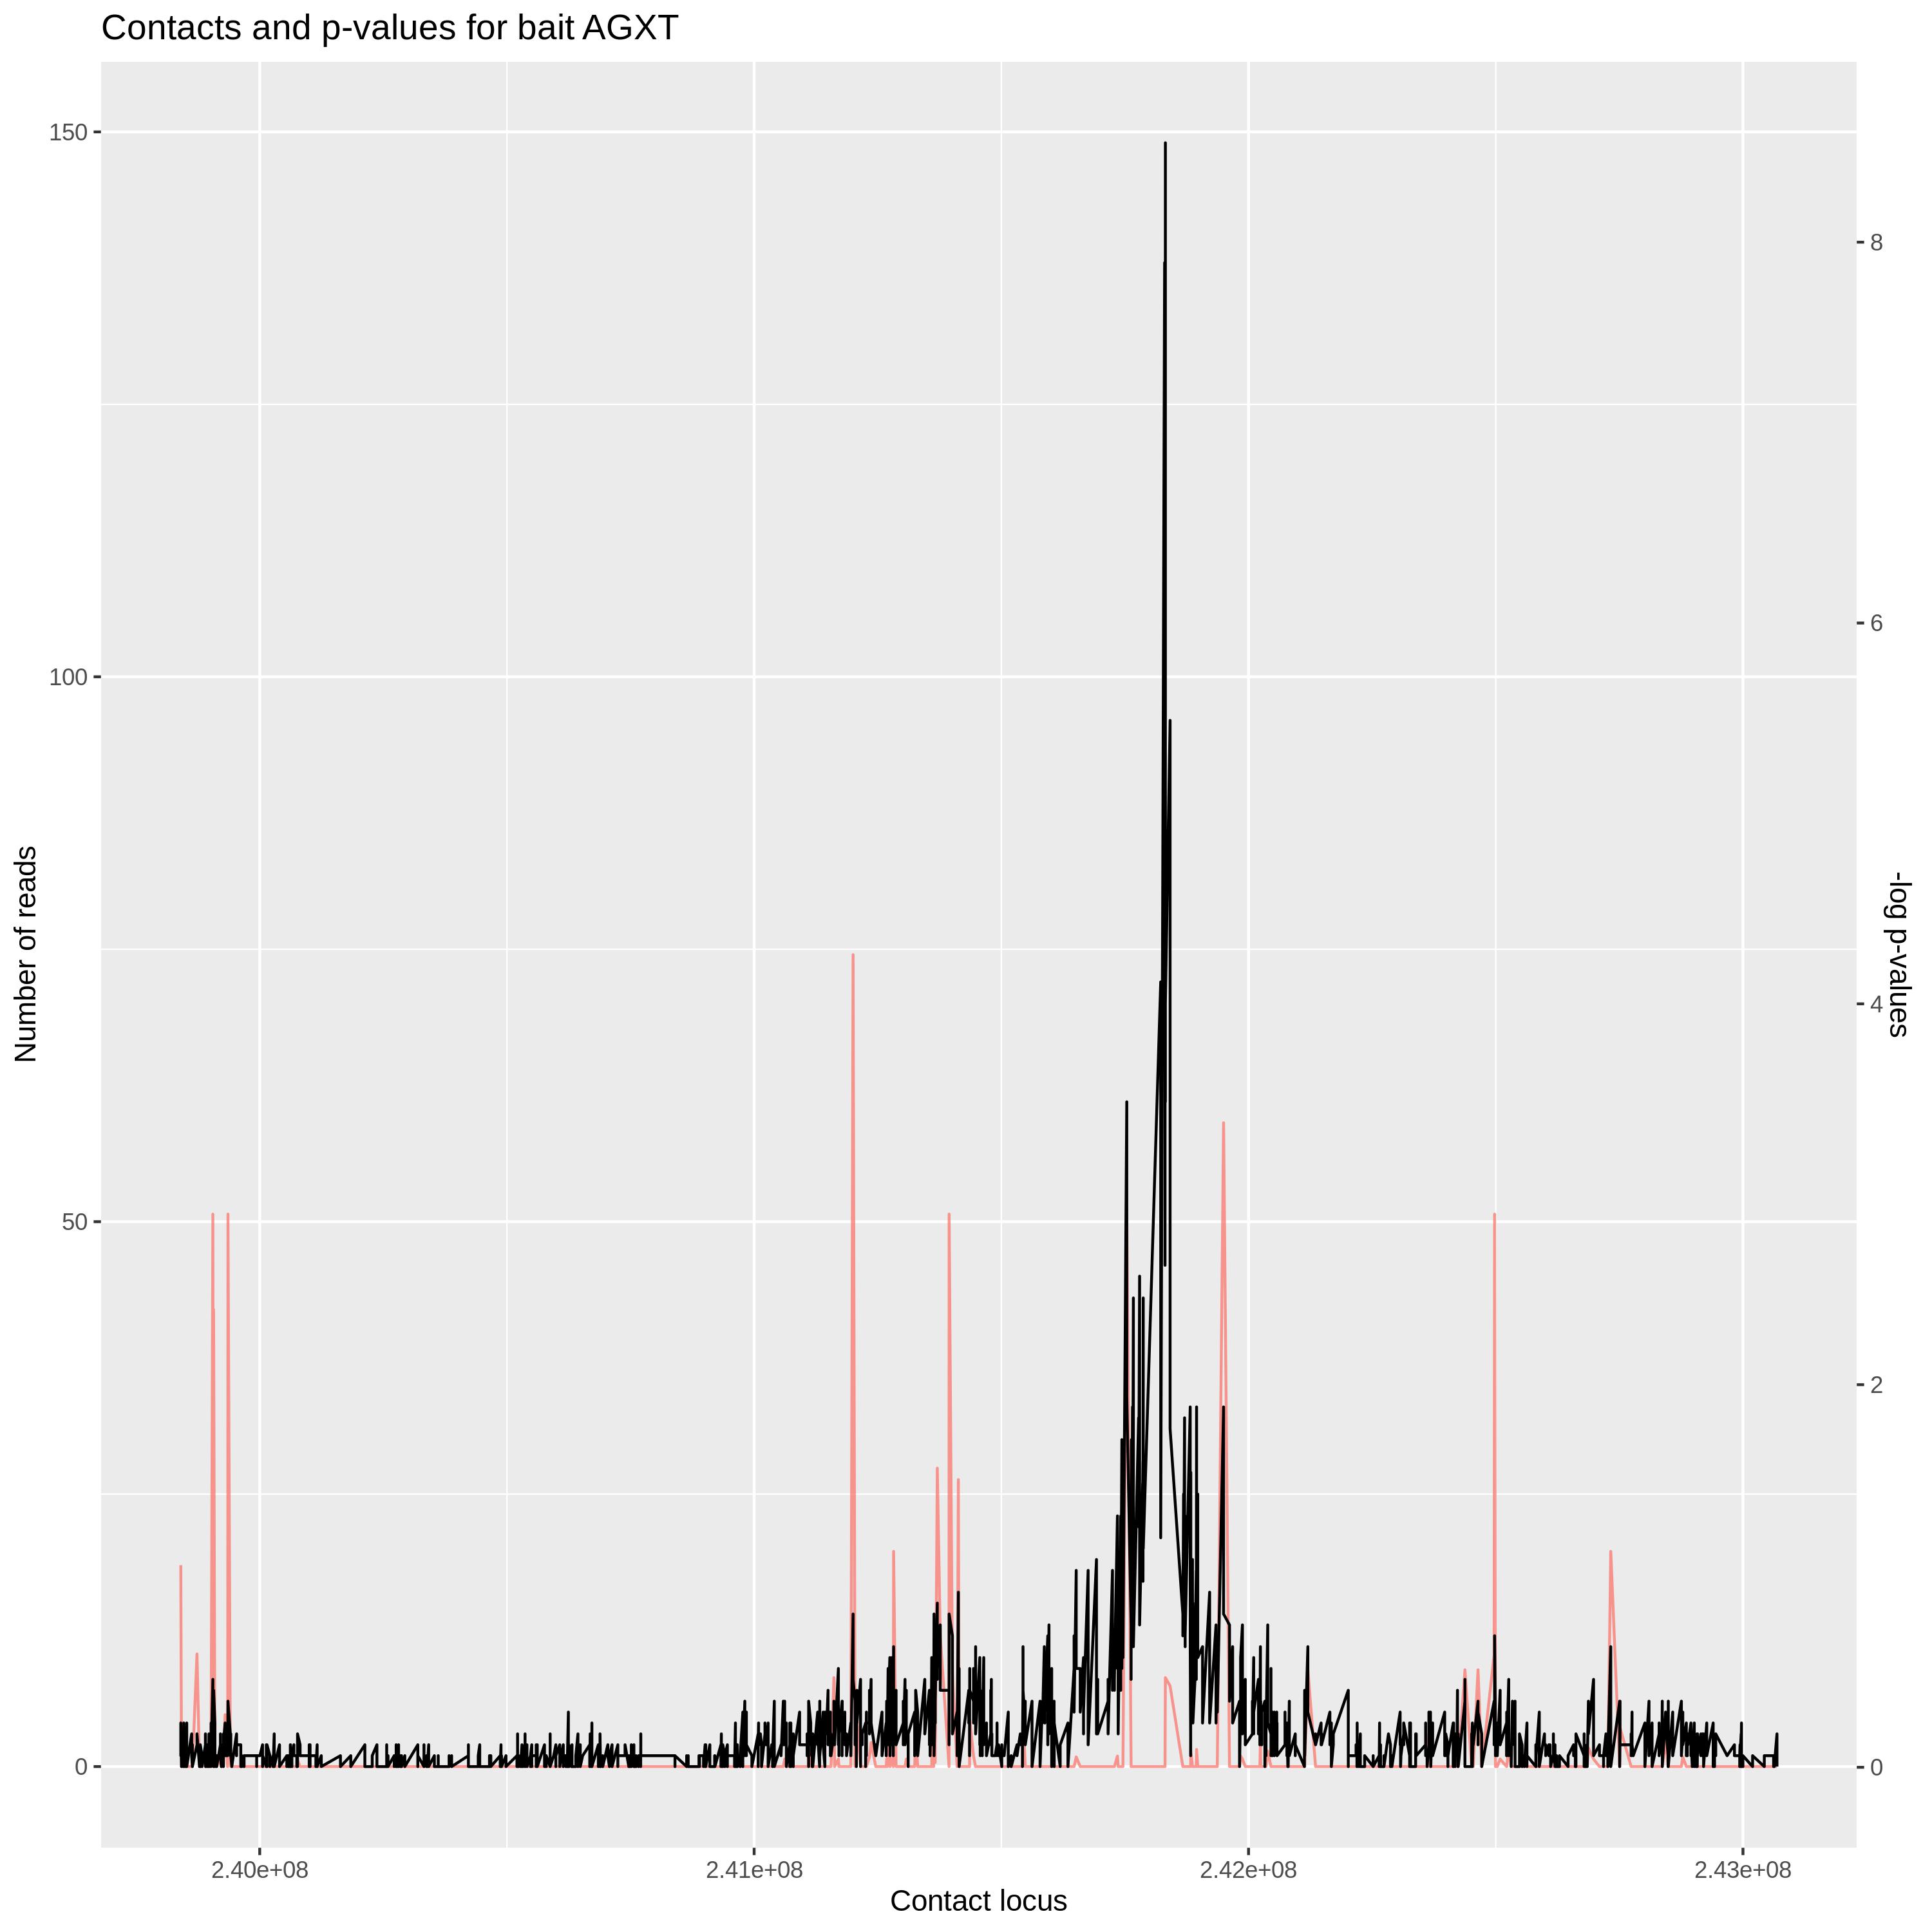 Contacts and p-values for bait AGXT
150
100
50
0
Number of reads
8
6
4
2
0
-log p-values
2.40e+08
2.41e+08
2.42e+08
2.43e+08
Contact locus